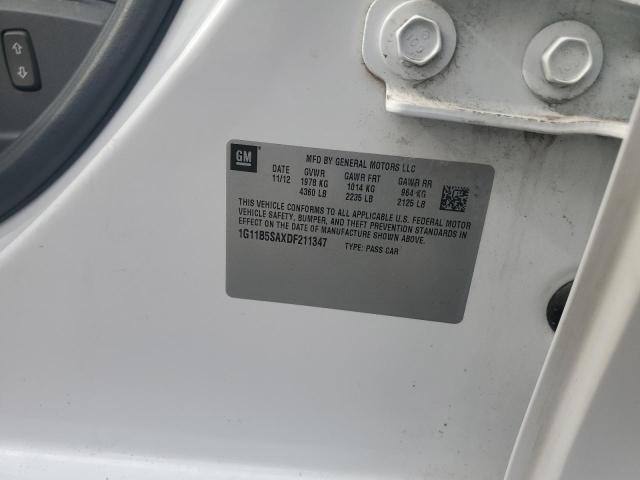 GM
MFD BY GENERAL MOTORS LLC
DATE GVWR GAWR FRT GAWR RR
11/12 1978 KG 1014 KG 964 KG
4360 LB 2235 LB 2125 LB
THIS VEHICLE CONFORMS TO ALL APPLICABLE U.S. FEDERAL MOTOR
VEHICLE SAFETY, BUMPER, AND THEFT PREVENTION STANDARDS IN
EFFECT ON THE DATE OF MANUFACTURE SHOWN ABOVE.
1G11B5SAXDF211347 TYPE: PASS CAR